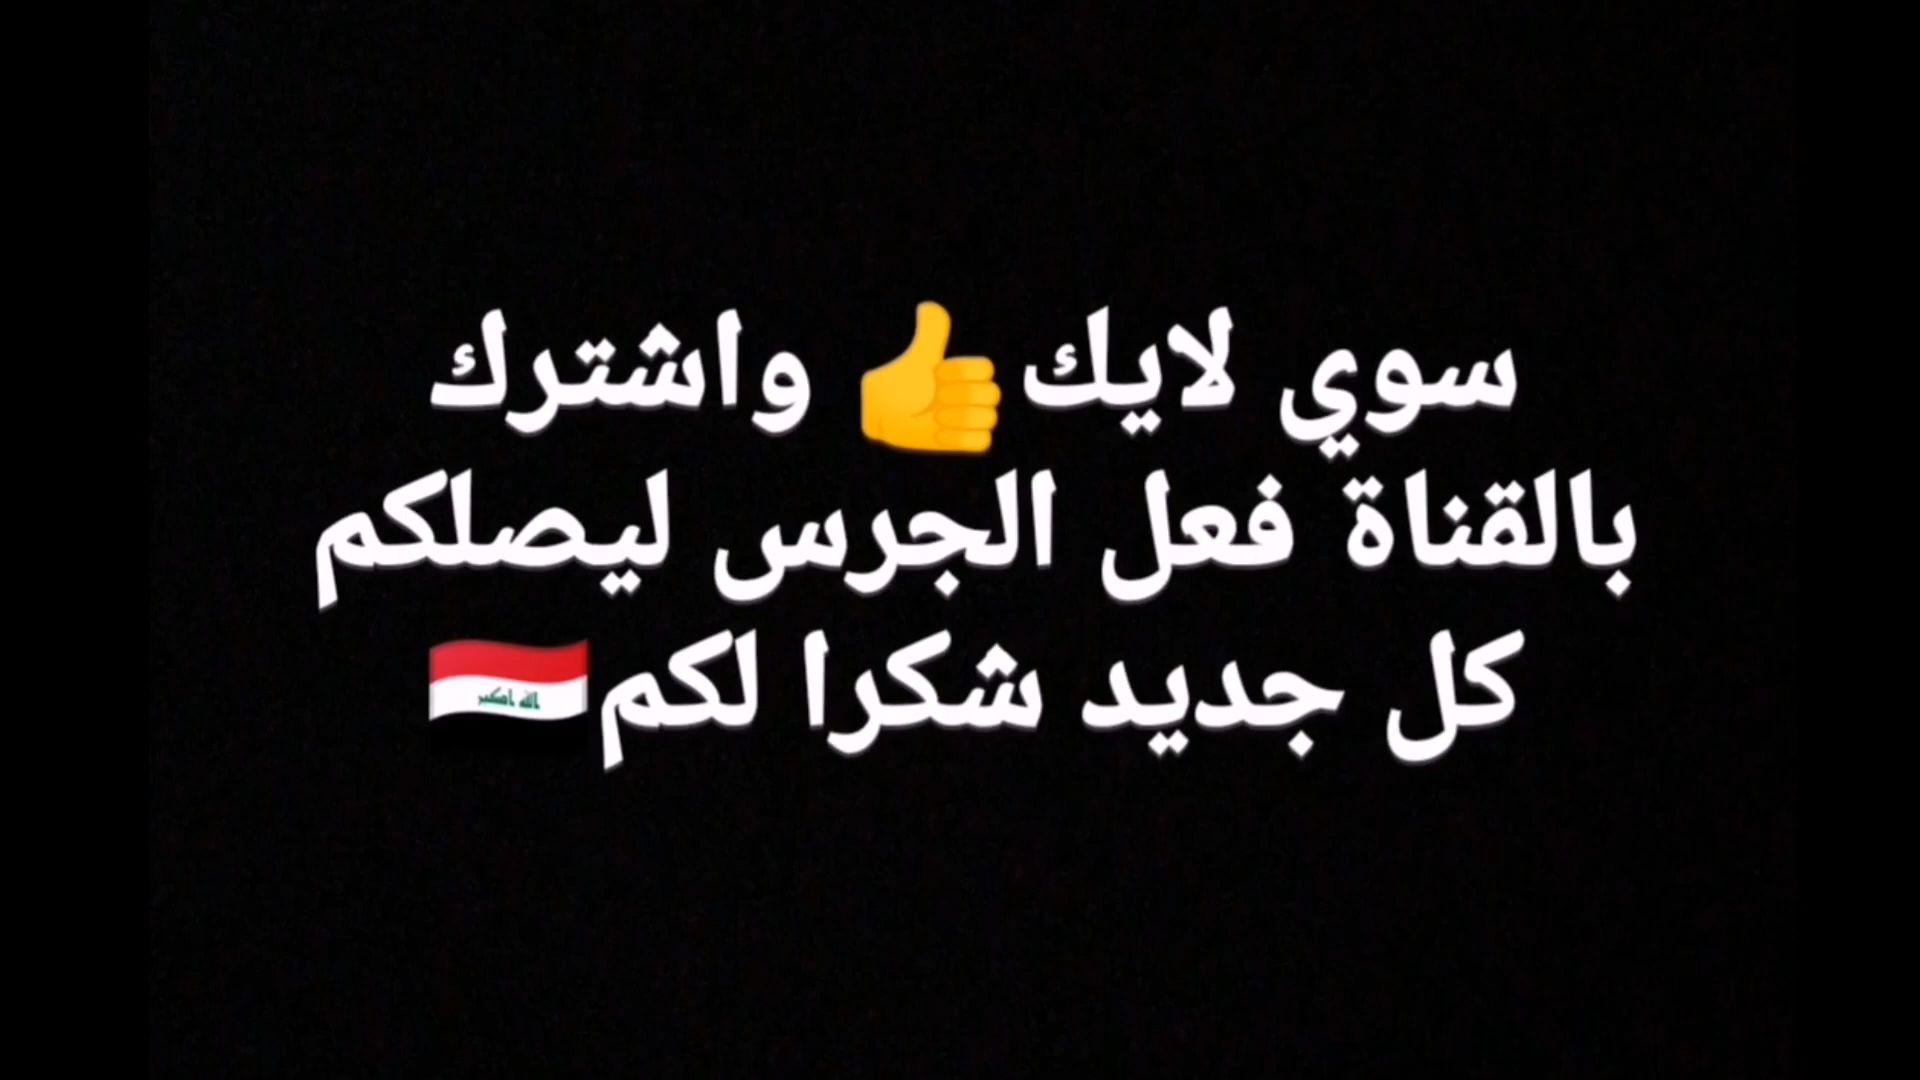 سوي لايك👍 واشترك
بالقناة فعل الجرس ليصلكم
كل جديد شكرا لكم🇮🇶